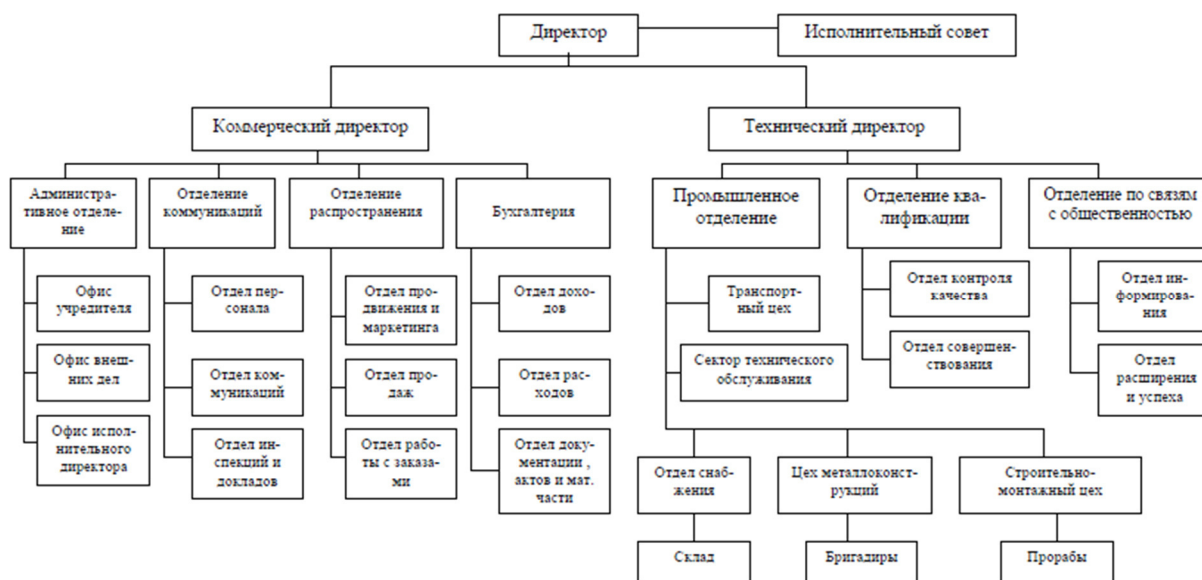 Директор
Исполнительный совет
Коммерческий директор
Технический директор
Административ-
ное отделе-
ние
Отделение
коммуникаций
Отделение
распространения
Бухгалтерия
Промышленное
отделение
Отделение ква-
лификации
Отделение по связям
с общественностью
Офис
учредителя
Отдел пер-
сонала
Отдел про-
движения и
маркетинга
Отдел дохо-
дов
Транспорт-
ный цех
Отдел контроля
качества
Отдел ин-
формирова-
ния
Офис внеш-
них дел
Отдел ком-
муникаций
Отдел про-
даж
Отдел рас-
ходов
Сектор технического
обслуживания
Отдел совершен-
ствования
Отдел
расширения
и успеха
Офис испол-
нительного
директора
Отдел ин-
спекций и
докладов
Отдел рабо-
ты с заказа-
ми
Отдел доку-
ментации ,
актов и мат.
части
Отдел снаб-
жения
Цех металлоконст-
рукций
Строительно-
монтажный цех
Склад
Бригадиры
Прорабы